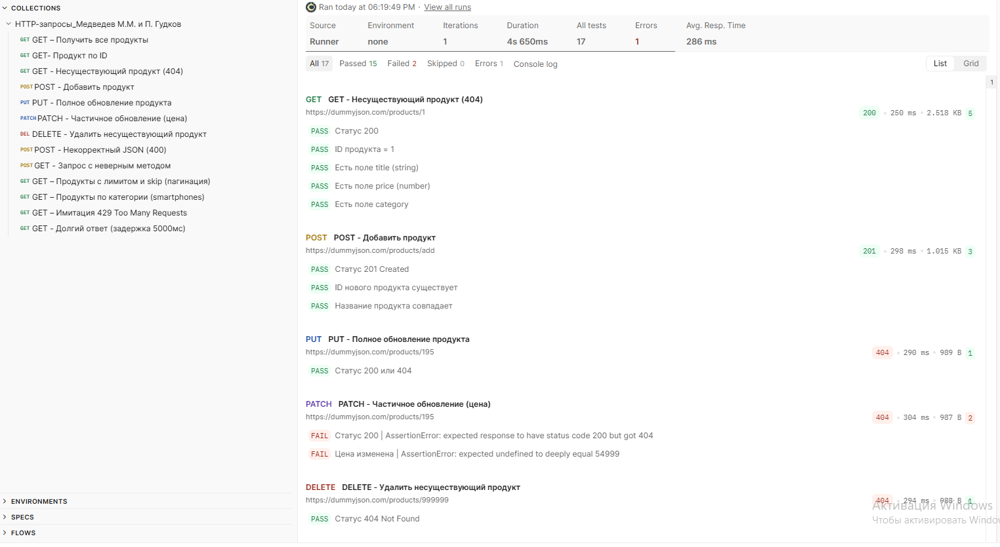 COLLECTIONS
HTTP-запросы_Медведев М.М. и П. Гудков
GET GET – Получить все продукты
GET GET- Продукт по ID
GET GET - Несуществующий продукт (404)
POST POST - Добавить продукт
PUT PUT - Полное обновление продукта
PATCH PATCH - Частичное обновление (цена)
DEL DELETE - Удалить несуществующий продукт
POST POST - Некорректный JSON (400)
POST GET - Запрос с неверным методом
GET GET – Продукты с лимитом и skip (пагинация)
GET GET – Продукты по категории (smartphones)
GET GET – Имитация 429 Too Many Requests
GET GET - Долгий ответ (задержка 5000мс)
ENVIRONMENTS
SPECS
FLOWS
Ran today at 06:19:49 PM · View all runs
Source Environment Iterations Duration All tests Errors Avg. Resp. Time
Runner none 1 4s 650ms 17 1 286 ms
All 17 Passed 15 Failed 2 Skipped 0 Errors 1 Console log List Grid
1
GET GET - Несуществующий продукт (404)
https://dummyjson.com/products/1 200 • 250 ms • 2.518 KB 5
PASS Статус 200
PASS ID продукта = 1
PASS Есть поле title (string)
PASS Есть поле price (number)
PASS Есть поле category
POST POST - Добавить продукт
https://dummyjson.com/products/add 201 • 298 ms • 1.015 KB 3
PASS Статус 201 Created
PASS ID нового продукта существует
PASS Название продукта совпадает
PUT PUT - Полное обновление продукта
https://dummyjson.com/products/195 404 • 290 ms • 989 B 1
PASS Статус 200 или 404
PATCH PATCH - Частичное обновление (цена)
https://dummyjson.com/products/195 404 • 304 ms • 987 B 2
FAIL Статус 200 | AssertionError: expected response to have status code 200 but got 404
FAIL Цена изменена | AssertionError: expected undefined to deeply equal 54999
DELETE DELETE - Удалить несуществующий продукт
https://dummyjson.com/products/999999 404 • 294 ms • 988 B 1
PASS Статус 404 Not Found
Активация Windows
Чтобы активировать Windo